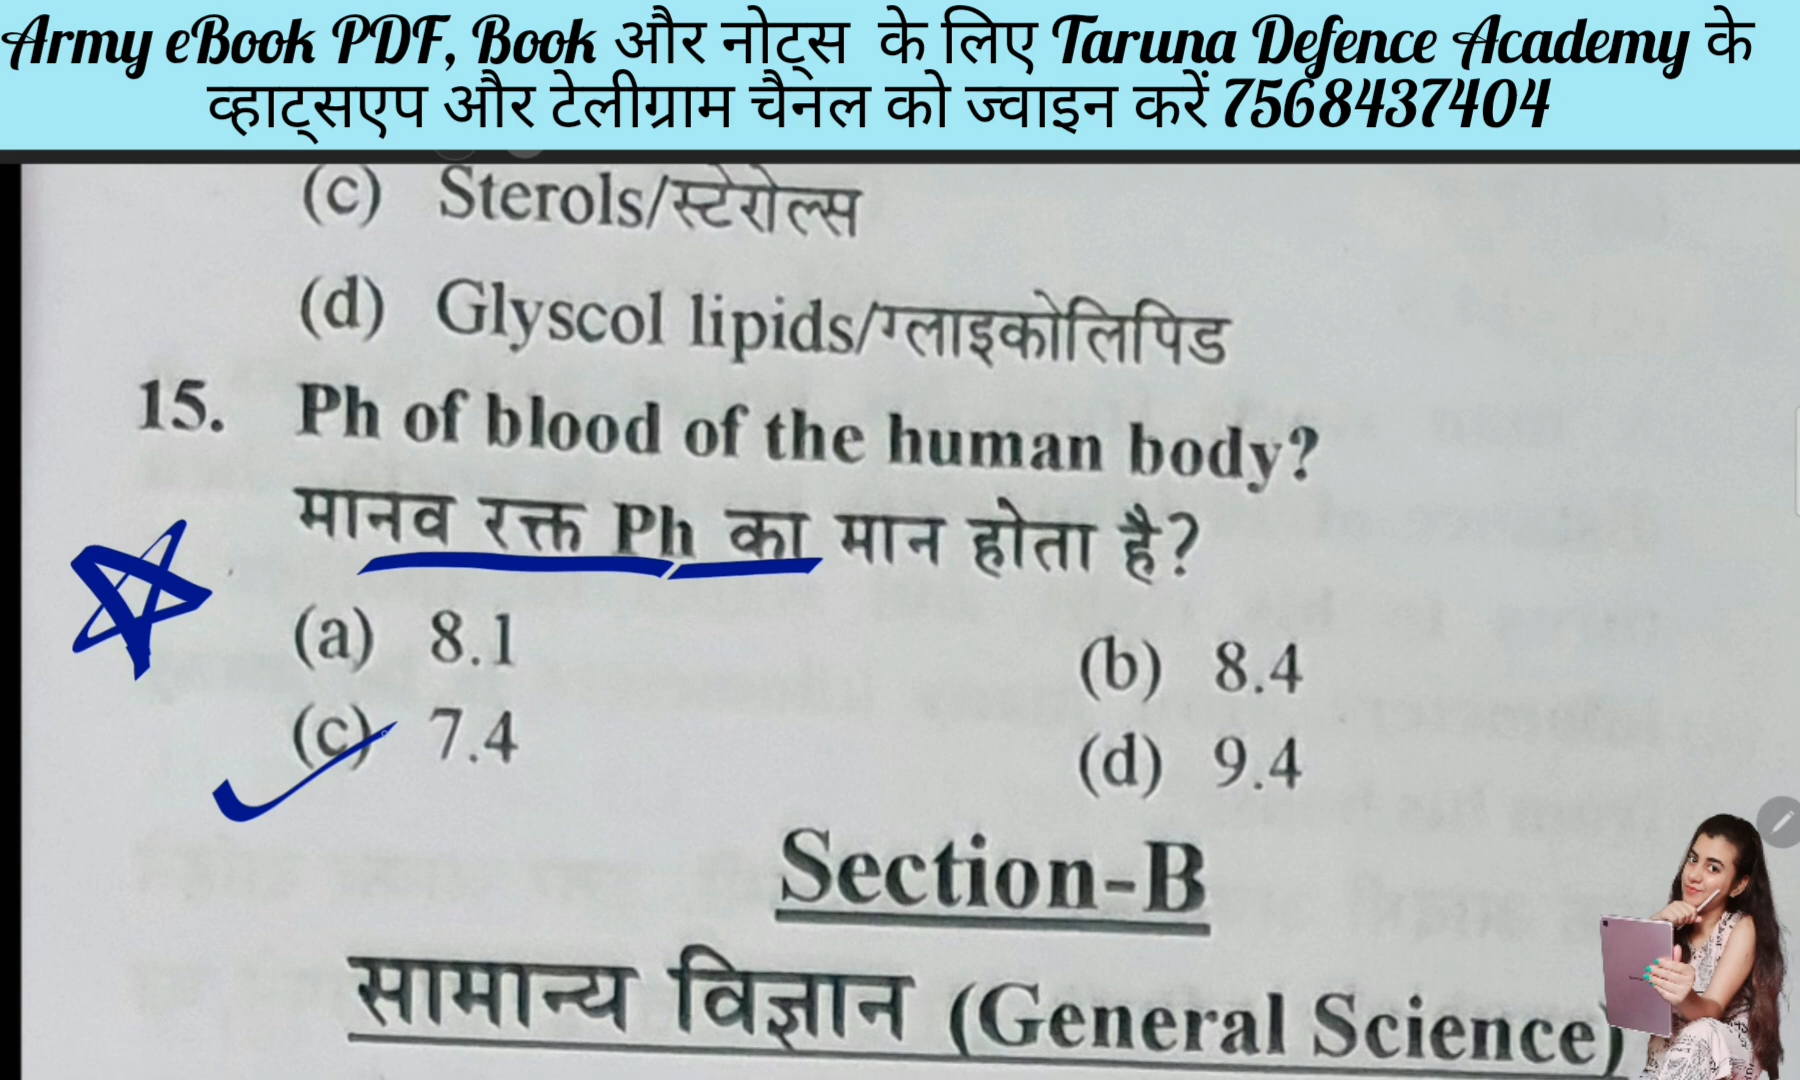 Army eBook PDF, Book और नोट्स के लिए Taruna Defence Academy के
व्हाट्सएप और टेलीग्राम चैनल को ज्वाइन करें 7568437404
(c) Sterols/स्टेरोल्स
(d) Glyscol lipids/ग्लाइकोलिपिड
15. Ph of blood of the human body?
मानव रक्त Ph का मान होता है?
(a) 8.1 (b) 8.4
(c) 7.4 (d) 9.4
Section-B
सामान्य विज्ञान (General Science)